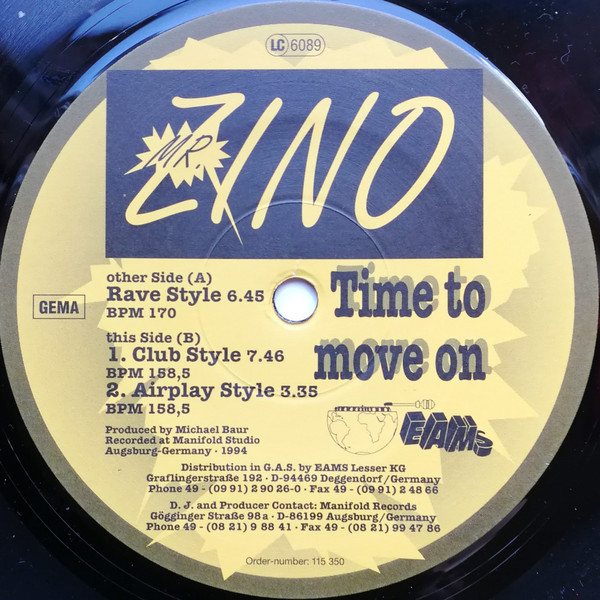 LC 6089
MR. ZINO
other Side (A)
Rave Style 6.45
BPM 170
this Side (B)
1. Club Style 7.46
BPM 158,5
2. Airplay Style 3.35
BPM 158,5
GEMA
Time to
move on
EAMS
Produced by Michael Baur
Recorded at Manifold Studio
Augsburg-Germany · 1994
Distribution in G.A.S. by EAMS Lesser KG
Graflingerstraße 192 · D-94469 Deggendorf/Germany
Phone 49 - (09 91) 2 90 26-0 · Fax 49 - (09 91) 2 48 66
D. J. and Producer Contact: Manifold Records
Gögginger Straße 98a · D-86199 Augsburg/Germany
Phone 49 - (08 21) 9 88 41 · Fax 49 - (08 21) 99 47 86
Order-number: 115 350